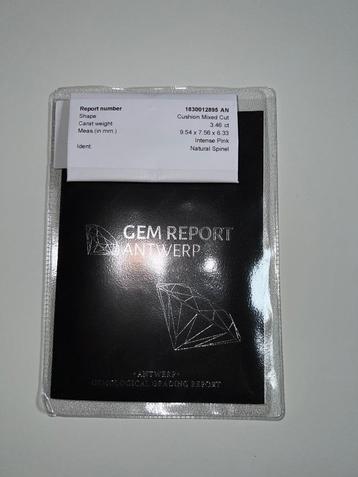 Report number 1830012895 AN
Shape Cushion Mixed Cut
Carat weight 3.46 ct
Meas.(in mm.) 9.54 x 7.56 x 6.33
Intense Pink
Ident. Natural Spinel
GEM REPORT
ANTWERP
ANTWERP
GEMOLOGICAL GRADING REPORT